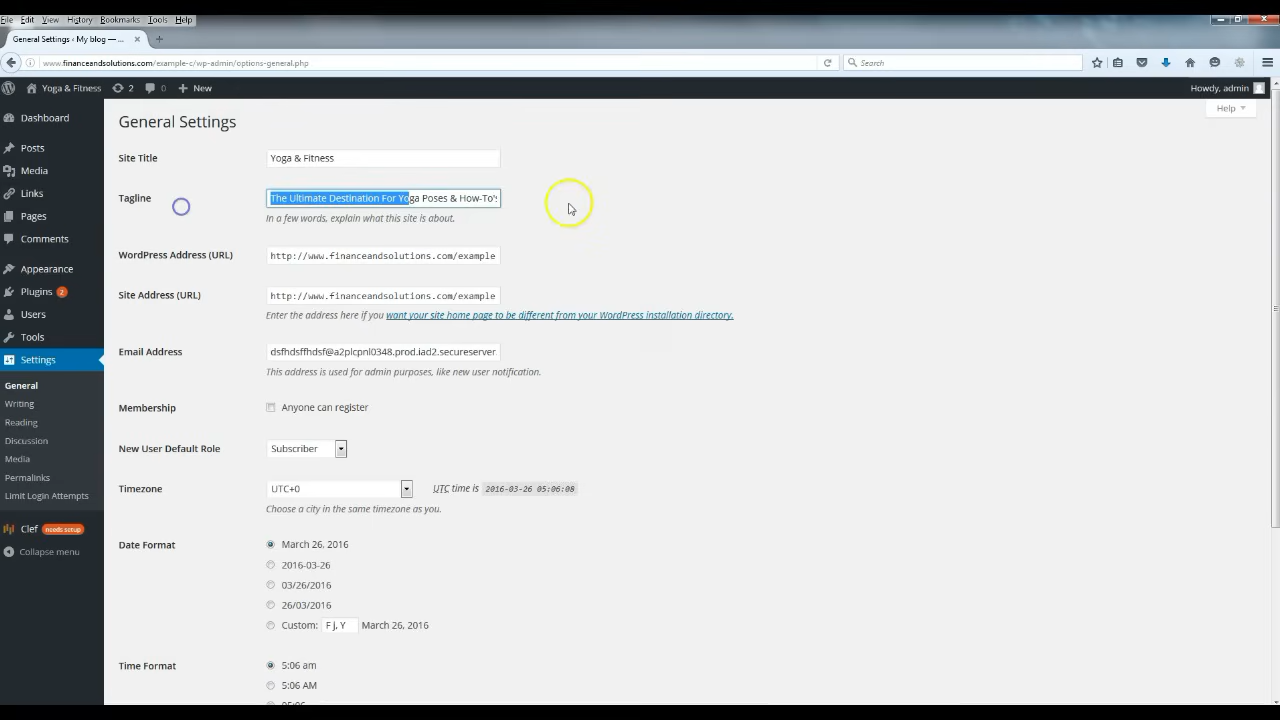 File Edit View History Bookmarks Tools Help
General Settings ‹ My blog — ...
www.financeandsolutions.com/example-c/wp-admin/options-general.php
Search
Yoga & Fitness 2 0 New
Howdy, admin
Help
Dashboard
Posts
Media
Links
Pages
Comments
Appearance
Plugins 2
Users
Tools
Settings
General
Writing
Reading
Discussion
Media
Permalinks
Limit Login Attempts
Clef needs setup
Collapse menu
General Settings
Site Title Yoga & Fitness
Tagline The Ultimate Destination For Yoga Poses & How-To's
In a few words, explain what this site is about.
WordPress Address (URL) http://www.financeandsolutions.com/example
Site Address (URL) http://www.financeandsolutions.com/example
Enter the address here if you want your site home page to be different from your WordPress installation directory.
Email Address dsfhdsffhdsf@a2plcpnl0348.prod.iad2.secureserver.
This address is used for admin purposes, like new user notification.
Membership Anyone can register
New User Default Role Subscriber
Timezone UTC+0 UTC time is 2016-03-26 05:06:08
Choose a city in the same timezone as you.
Date Format March 26, 2016
2016-03-26
03/26/2016
26/03/2016
Custom: F j, Y March 26, 2016
Time Format 5:06 am
5:06 AM
05:06